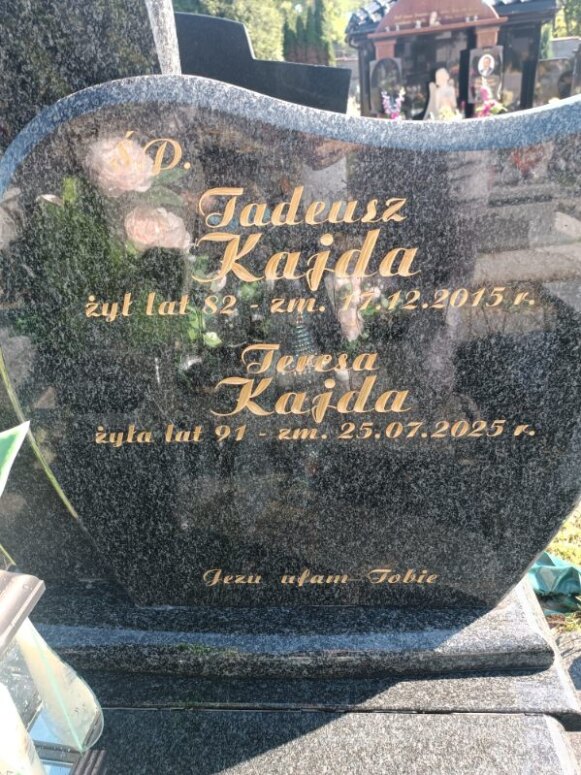 Ś P.
Tadeusz
Kajda
żył lat 82 - zm. 17.12.2015 r.
Teresa
Kajda
żyła lat 91 - zm. 25.07.2025 r.
Jezu ufam Tobie